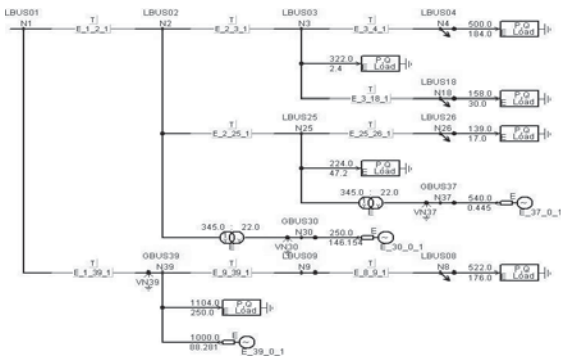 LBUS01 LBUS02 LBUS03 LBUS04
N1 T E_1_2_1 N2 T E_2_3_1 N3 T E_3_4_1 N4 500.0 184.0 E P,Q Load
322.0 2.4 E P,Q Load
LBUS18
T E_3_18_1 N18 158.0 30.0 E P,Q Load
LBUS25 LBUS26
T E_2_25_1 N25 T E_25_26_1 N26 139.0 17.0 E P,Q Load
224.0 47.2 E P,Q Load
345.0 : 22.0 E GBUS37 N37 VN37 540.0 0.445 E E_37_0_1
345.0 : 22.0 E GBUS30 N30 VN30 250.0 146.154 E E_30_0_1
GBUS39 LBUS09 LBUS08
T E_1_39_1 VN39 N39 T E_9_39_1 N9 T E_8_9_1 N8 522.0 176.0 E P,Q Load
1104.0 250.0 E P,Q Load
1000.0 88.281 E E_39_0_1